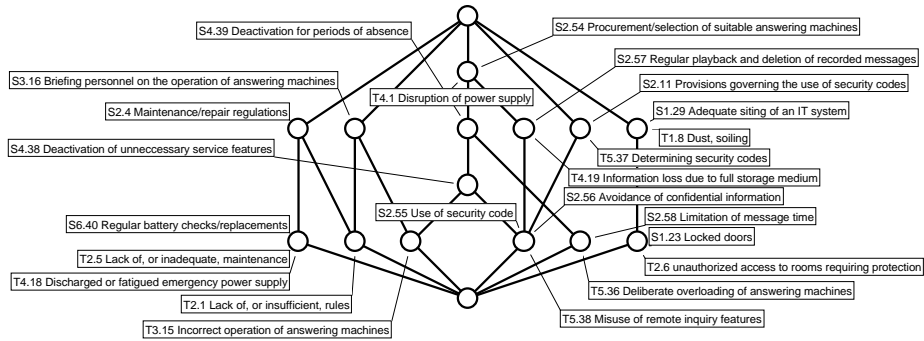 S4.39 Deactivation for periods of absence
S2.54 Procurement/selection of suitable answering machines
S2.57 Regular playback and deletion of recorded messages
S3.16 Briefing personnel on the operation of answering machines
S2.11 Provisions governing the use of security codes
T4.1 Disruption of power supply
S2.4 Maintenance/repair regulations
S1.29 Adequate siting of an IT system
T1.8 Dust, soiling
S4.38 Deactivation of unneccessary service features
T5.37 Determining security codes
T4.19 Information loss due to full storage medium
S2.56 Avoidance of confidential information
S2.55 Use of security code
S2.58 Limitation of message time
S6.40 Regular battery checks/replacements
S1.23 Locked doors
T2.5 Lack of, or inadequate, maintenance
T2.6 unauthorized access to rooms requiring protection
T4.18 Discharged or fatigued emergency power supply
T5.36 Deliberate overloading of answering machines
T2.1 Lack of, or insufficient, rules
T5.38 Misuse of remote inquiry features
T3.15 Incorrect operation of answering machines